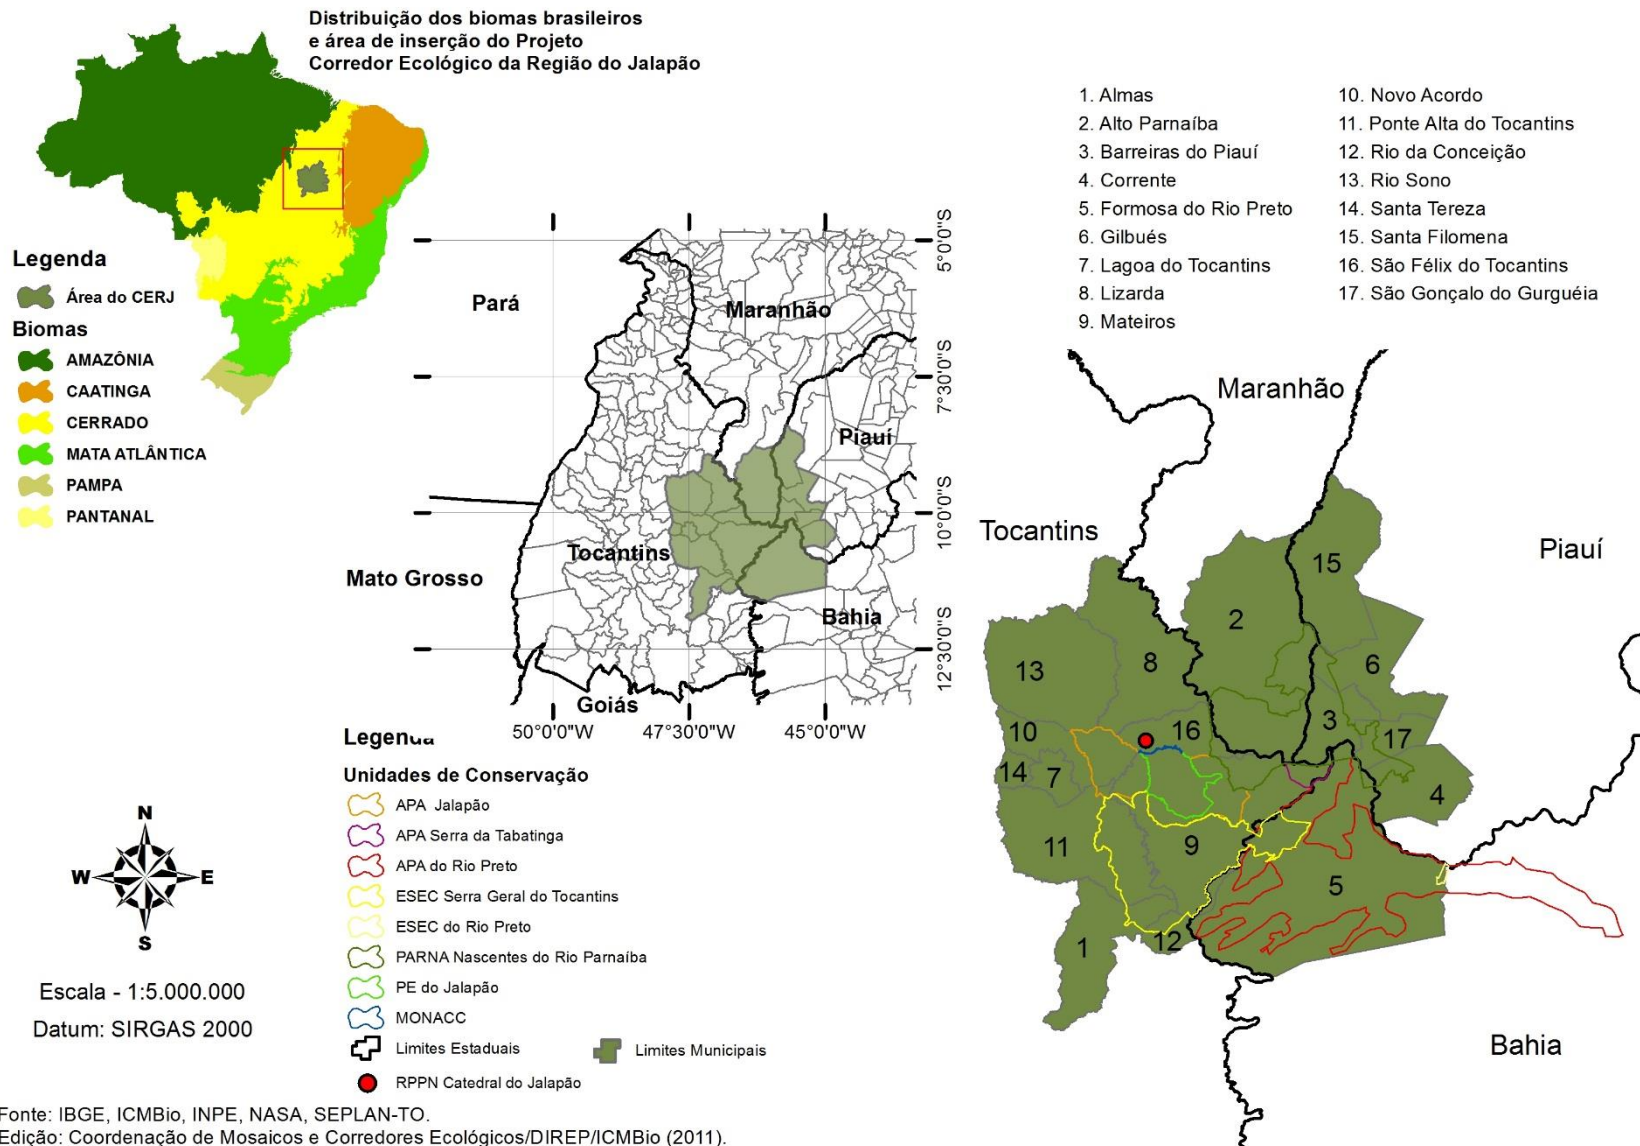 Distribuição dos biomas brasileiros
e área de inserção do Projeto
Corredor Ecológico da Região do Jalapão
Legenda
Área do CERJ
Biomas
AMAZÔNIA
CAATINGA
CERRADO
MATA ATLÂNTICA
PAMPA
PANTANAL
Pará
Maranhão
Piauí
Tocantins
Mato Grosso
Bahia
Goiás
5°0'0"S
7°30'0"S
10°0'0"S
12°30'0"S
50°0'0"W
47°30'0"W
45°0'0"W
1. Almas
2. Alto Parnaíba
3. Barreiras do Piauí
4. Corrente
5. Formosa do Rio Preto
6. Gilbués
7. Lagoa do Tocantins
8. Lizarda
9. Mateiros
10. Novo Acordo
11. Ponte Alta do Tocantins
12. Rio da Conceição
13. Rio Sono
14. Santa Tereza
15. Santa Filomena
16. São Félix do Tocantins
17. São Gonçalo do Gurguéia
Maranhão
Tocantins
Piauí
15
2
13
8
6
10
16
3
17
14
7
4
11
9
5
1
12
Bahia
Legenda
Unidades de Conservação
APA Jalapão
APA Serra da Tabatinga
APA do Rio Preto
ESEC Serra Geral do Tocantins
ESEC do Rio Preto
PARNA Nascentes do Rio Parnaíba
PE do Jalapão
MONACC
Limites Estaduais
Limites Municipais
RPPN Catedral do Jalapão
N
W
E
S
Escala - 1:5.000.000
Datum: SIRGAS 2000
Fonte: IBGE, ICMBio, INPE, NASA, SEPLAN-TO.
Edição: Coordenação de Mosaicos e Corredores Ecológicos/DIREP/ICMBio (2011).